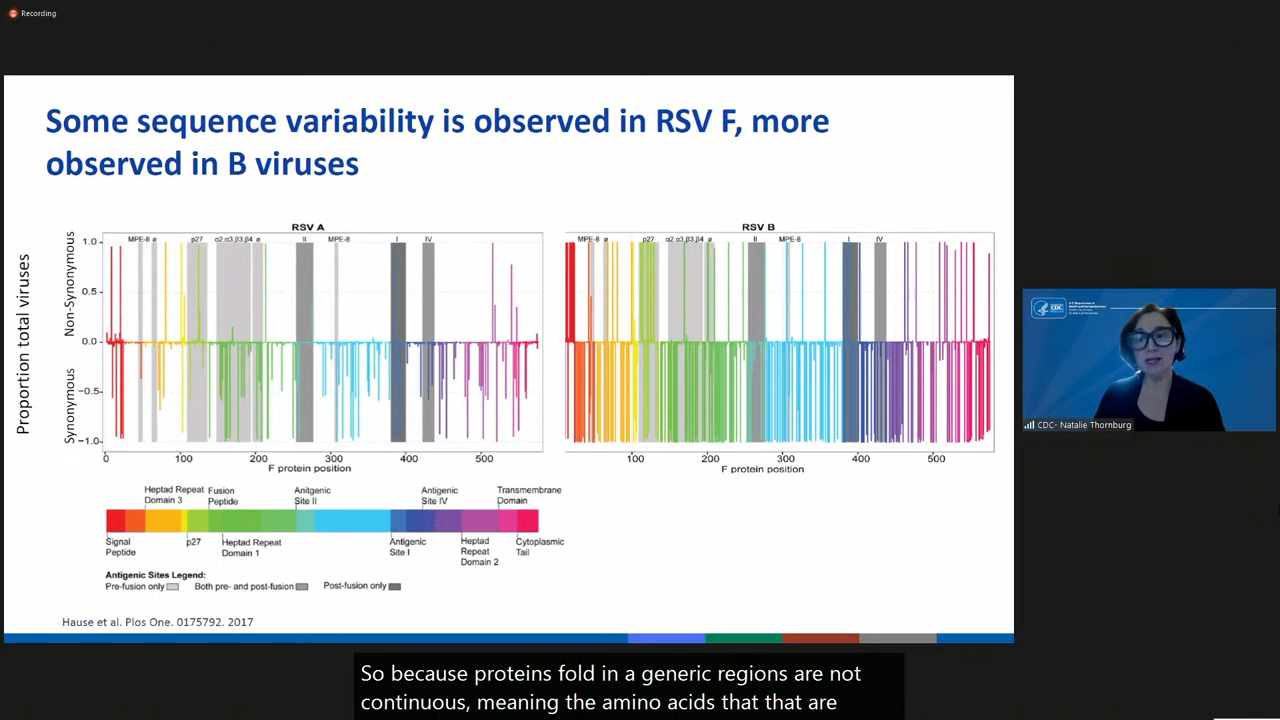 Recording
Some sequence variability is observed in RSV F, more
observed in B viruses
Proportion total viruses
Non-Synonymous
Synonymous
RSV A
MPE-8 ø p27 α2,α3,β3,β4 ø II MPE-8 I IV
1.0
0.5
0.0
−0.5
−1.0
0 100 200 300 400 500
F protein position
RSV B
MPE-8 ø p27 α2,α3,β3,β4 ø II MPE-8 I IV
100 200 300 400 500
F protein position
Heptad Repeat
Domain 3
Fusion
Peptide
Anitgenic
Site II
Antigenic
Site IV
Transmembrane
Domain
Signal
Peptide
p27
Heptad Repeat
Domain 1
Antigenic
Site I
Heptad
Repeat
Domain 2
Cytoplasmic
Tail
Antigenic Sites Legend:
Pre-fusion only Both pre- and post-fusion Post-fusion only
Hause et al. Plos One. 0175792. 2017
CDC
CDC- Natalie Thornburg
So because proteins fold in a generic regions are not
continuous, meaning the amino acids that that are